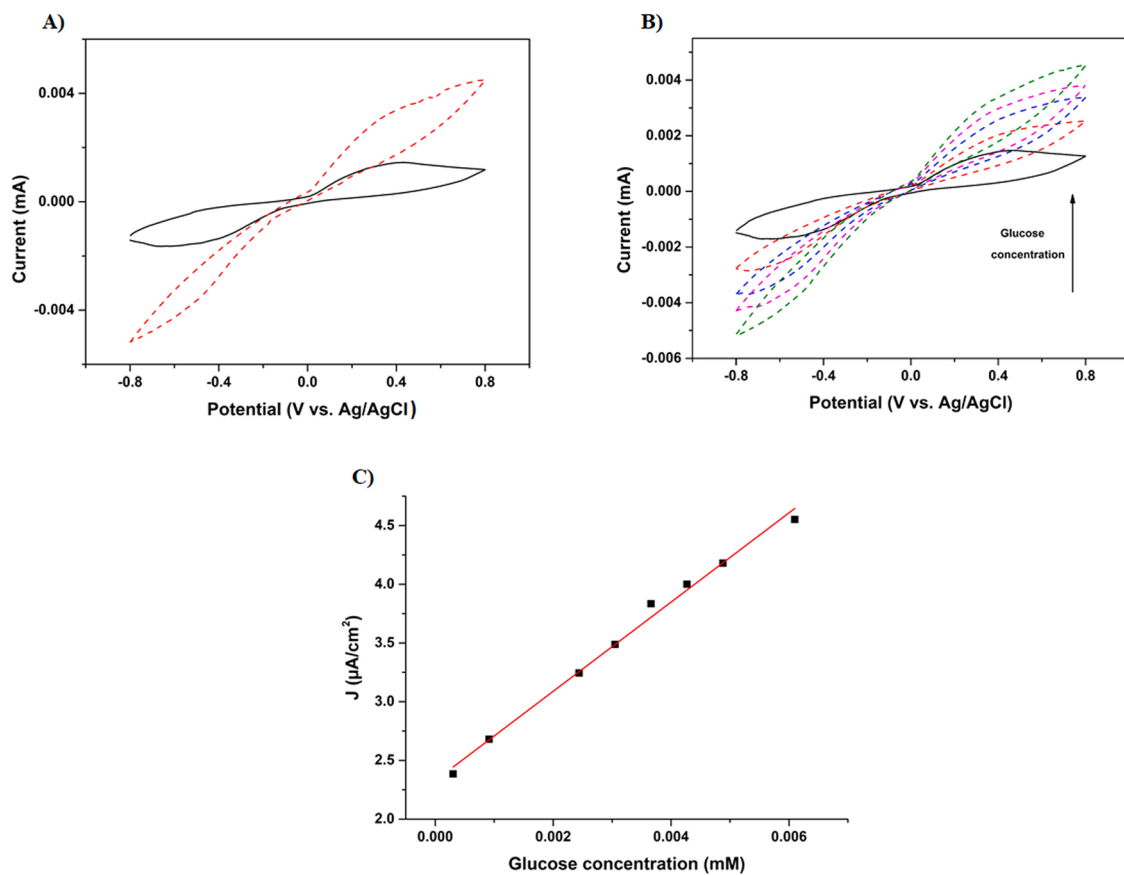 A)
0.004
0.000
-0.004
Current (mA)
-0.8
-0.4
0.0
0.4
0.8
Potential (V vs. Ag/AgCl)
B)
0.004
0.002
0.000
-0.002
-0.004
-0.006
Current (mA)
-0.8
-0.4
0.0
0.4
0.8
Potential (V vs. Ag/AgCl)
Glucose
concentration
C)
4.5
4.0
3.5
3.0
2.5
2.0
J (µA/cm²)
0.000
0.002
0.004
0.006
Glucose concentration (mM)